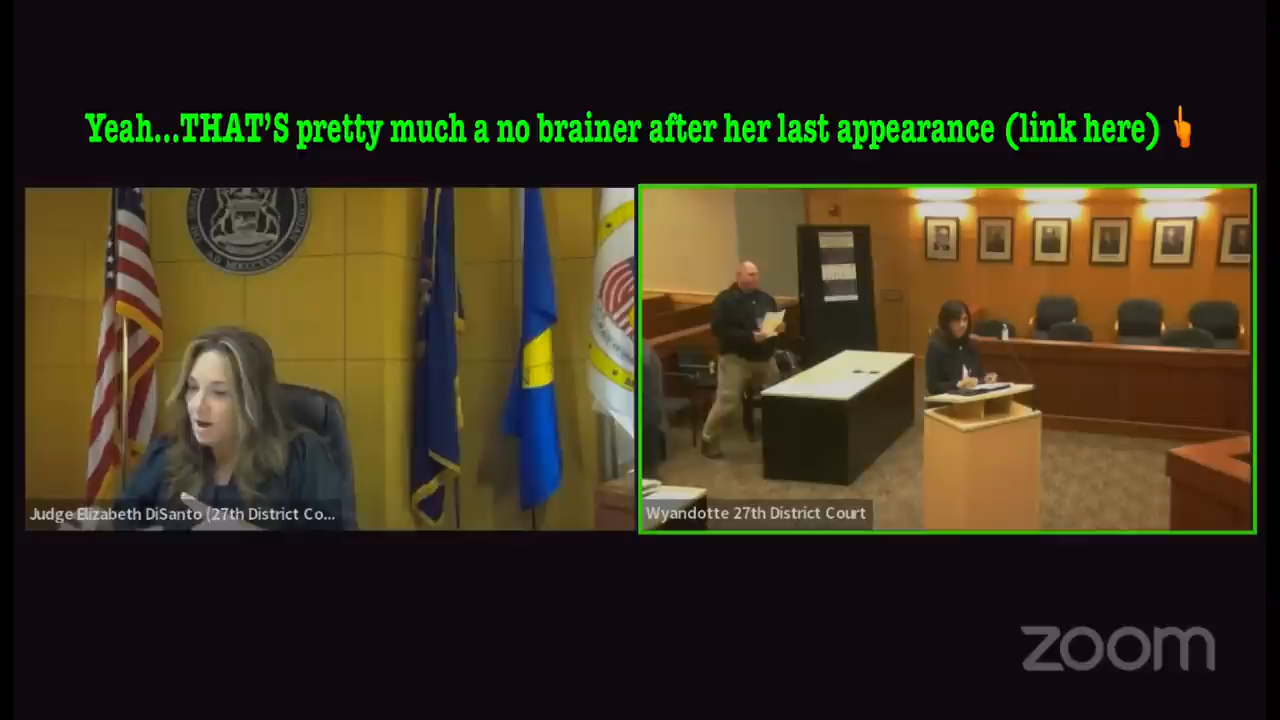 Yeah...THAT'S pretty much a no brainer after her last appearance (link here)
Judge Elizabeth DiSanto (27th District Co...
Wyandotte 27th District Court
zoom